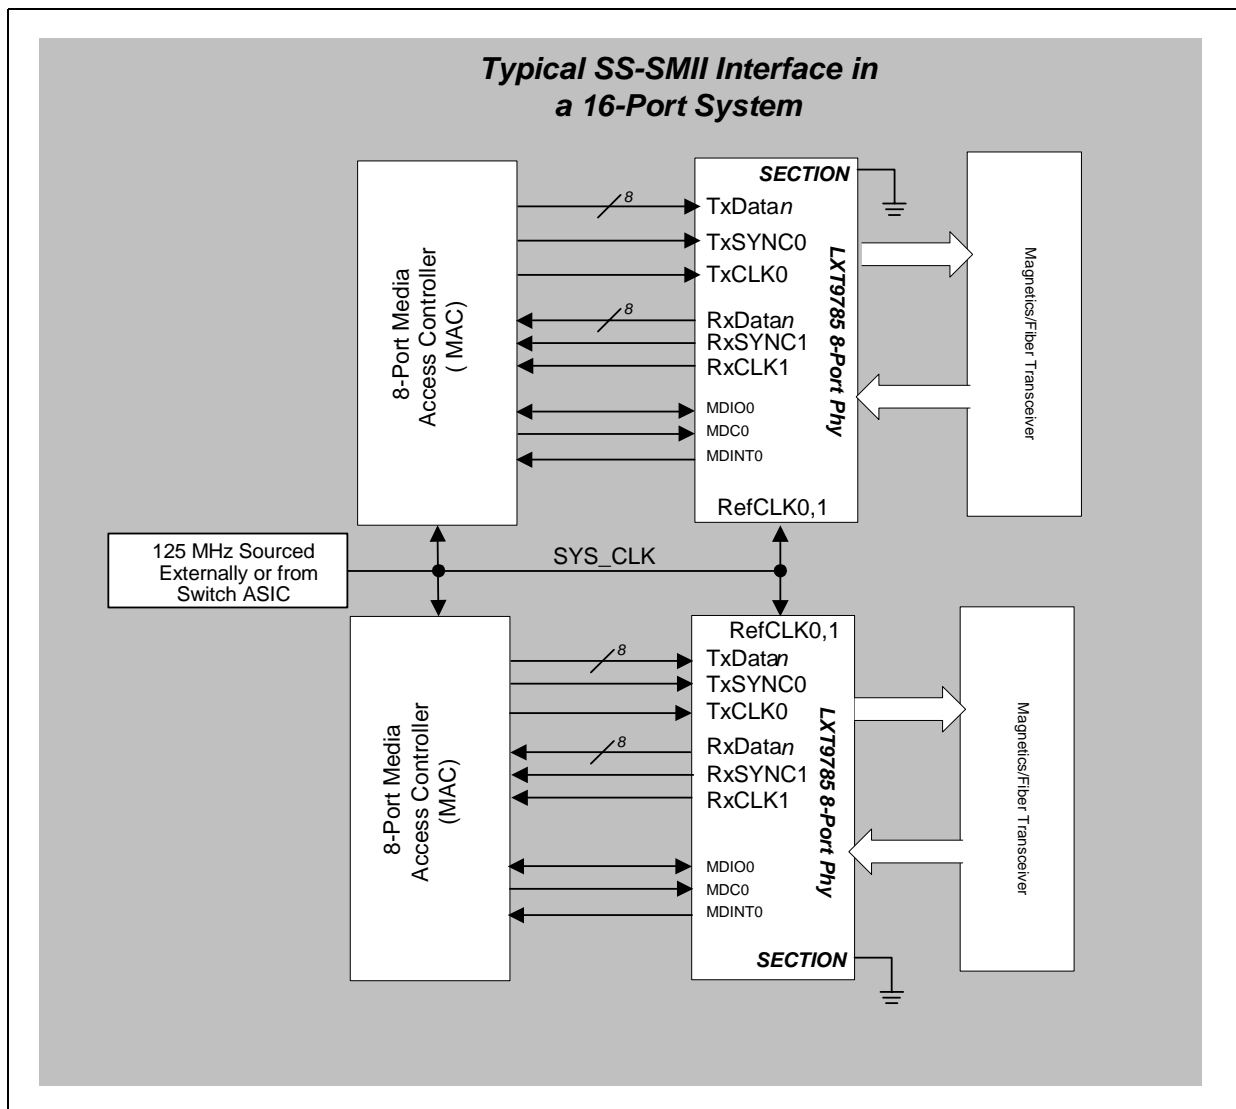 Typical SS-SMII Interface in
a 16-Port System
8-Port Media
Access Controller
( MAC)
8
8
SECTION
TxDatan
TxSYNC0
TxCLK0
RxDatan
RxSYNC1
RxCLK1
MDIO0
MDC0
MDINT0
RefCLK0,1
LXT9785 8-Port Phy
Magnetics/Fiber Transceiver
125 MHz Sourced
Externally or from
Switch ASIC
SYS_CLK
8-Port Media
Access Controller
(MAC)
8
8
RefCLK0,1
TxDatan
TxSYNC0
TxCLK0
RxDatan
RxSYNC1
RxCLK1
MDIO0
MDC0
MDINT0
SECTION
LXT9785 8-Port Phy
Magnetics/Fiber Transceiver